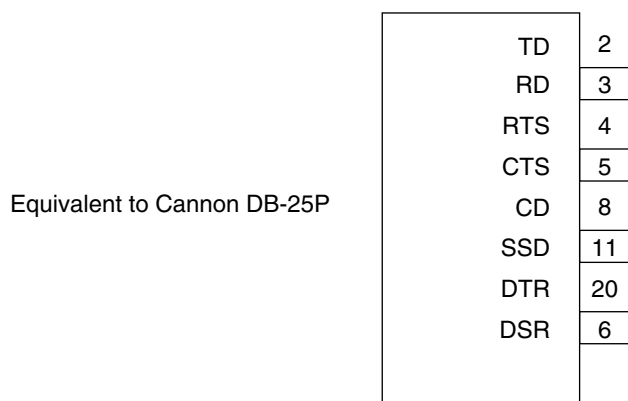 TD 2
RD 3
RTS 4
CTS 5
Equivalent to Cannon DB-25P
CD 8
SSD 11
DTR 20
DSR 6